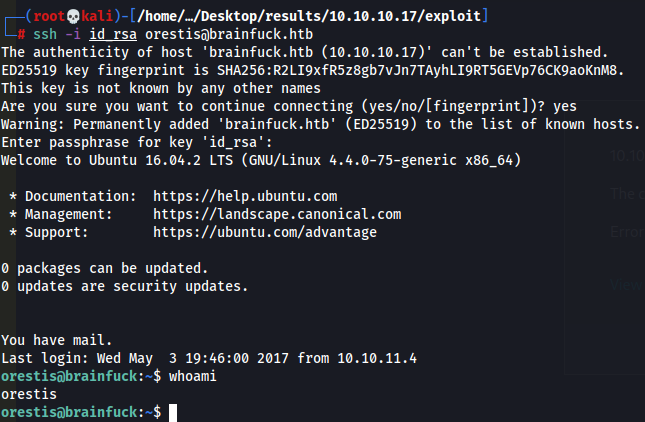 (root💀kali)-[/home/…/Desktop/results/10.10.10.17/exploit]
# ssh -i id_rsa orestis@brainfuck.htb
The authenticity of host 'brainfuck.htb (10.10.10.17)' can't be established.
ED25519 key fingerprint is SHA256:R2LI9xfR5z8gb7vJn7TAyhLI9RT5GEVp76CK9aoKnM8.
This key is not known by any other names
Are you sure you want to continue connecting (yes/no/[fingerprint])? yes
Warning: Permanently added 'brainfuck.htb' (ED25519) to the list of known hosts.
Enter passphrase for key 'id_rsa':
Welcome to Ubuntu 16.04.2 LTS (GNU/Linux 4.4.0-75-generic x86_64)
* Documentation:  https://help.ubuntu.com
* Management:     https://landscape.canonical.com
* Support:        https://ubuntu.com/advantage
0 packages can be updated.
0 updates are security updates.
You have mail.
Last login: Wed May  3 19:46:00 2017 from 10.10.11.4
orestis@brainfuck:~$ whoami
orestis
orestis@brainfuck:~$
10.10
The c
Error
View